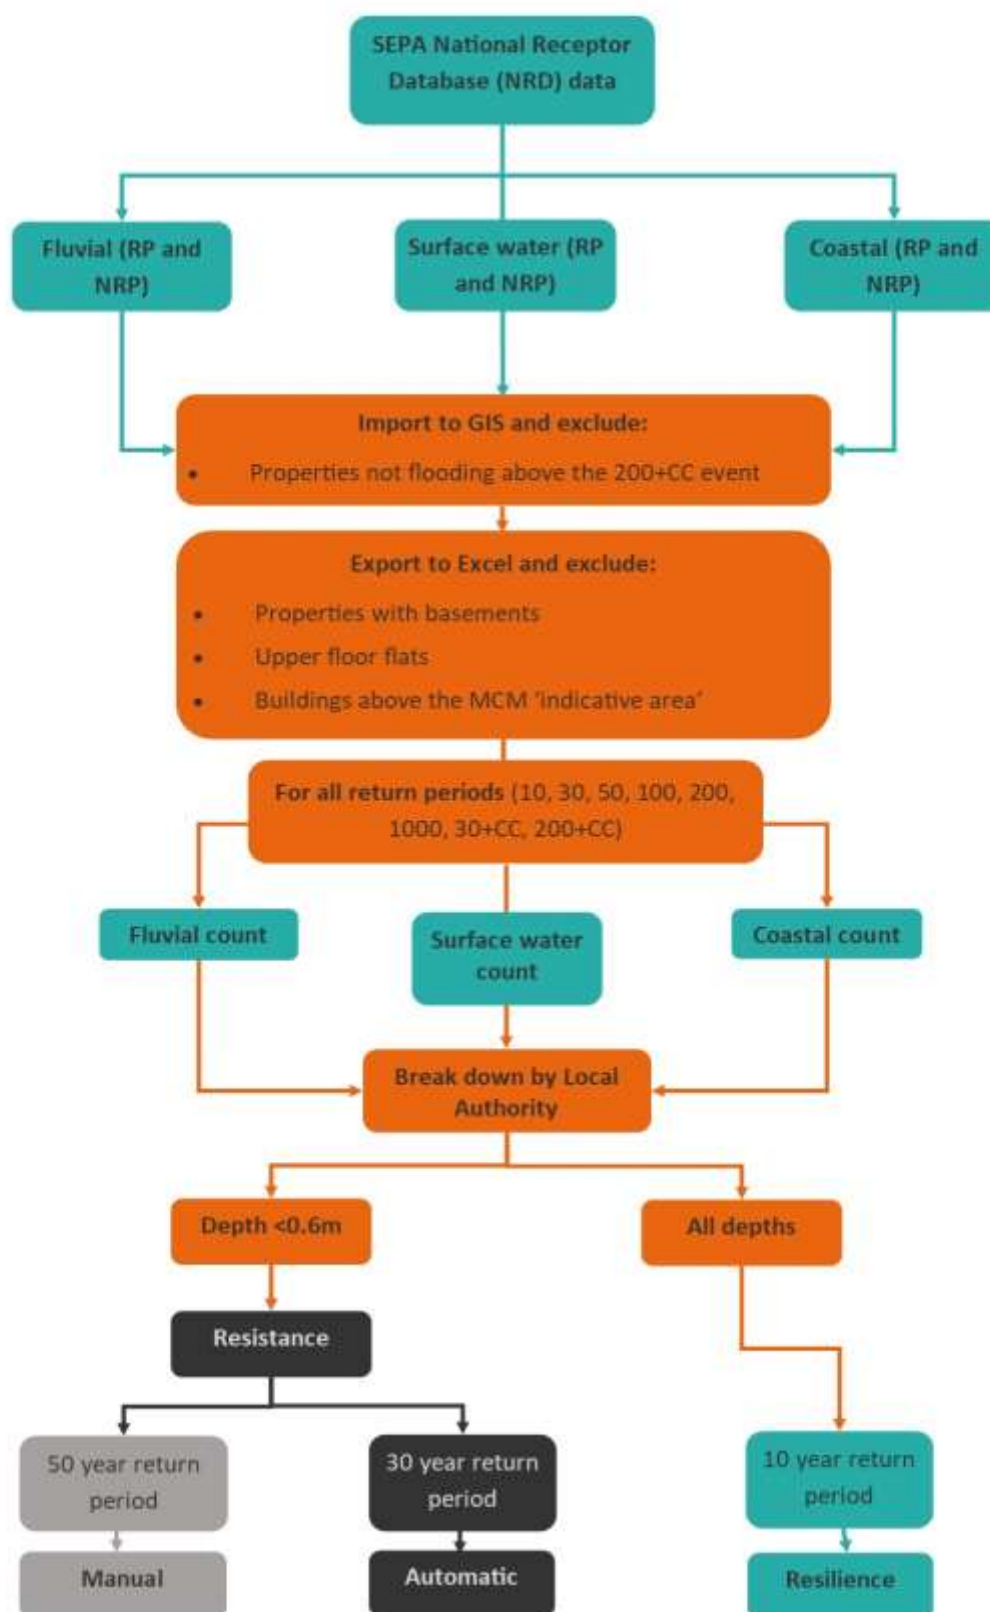 SEPA National Receptor
Database (NRD) data
Fluvial (RP and
NRP)
Surface water (RP
and NRP)
Coastal (RP and
NRP)
Import to GIS and exclude:
• Properties not flooding above the 200+CC event
Export to Excel and exclude:
• Properties with basements
• Upper floor flats
• Buildings above the MCM ‘indicative area’
For all return periods (10, 30, 50, 100, 200,
1000, 30+CC, 200+CC)
Fluvial count
Surface water
count
Coastal count
Break down by Local
Authority
Depth <0.6m
All depths
Resistance
50 year return
period
30 year return
period
10 year return
period
Manual
Automatic
Resilience